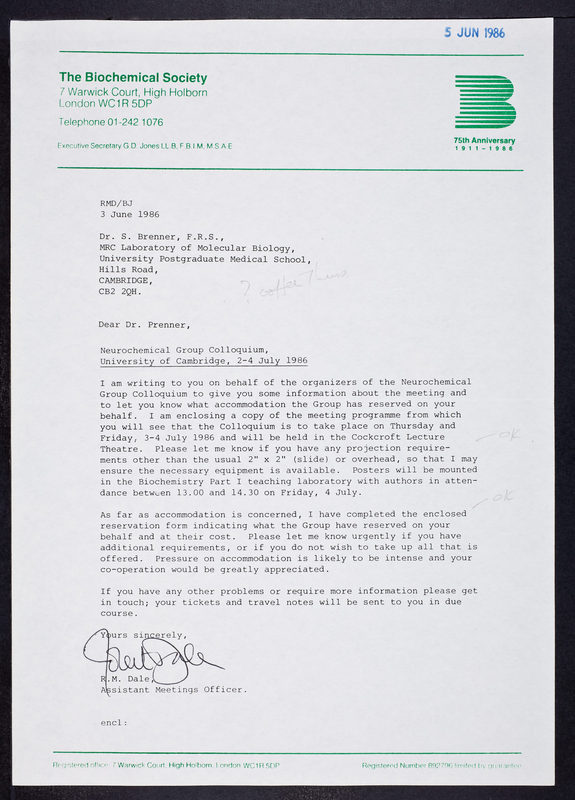 5 JUN 1986
The Biochemical Society
7 Warwick Court, High Holborn
London WC1R 5DP
Telephone 01-242 1076
Executive Secretary G.D. Jones LL.B, F.B.I.M, M.S.A.E
75th Anniversary
1911-1986
RMD/BJ
3 June 1986
Dr. S. Brenner, F.R.S.,
MRC Laboratory of Molecular Biology,
University Postgraduate Medical School,
Hills Road,
CAMBRIDGE,
CB2 2QH.
? coffee Thurs
Dear Dr. Prenner,
Neurochemical Group Colloquium,
University of Cambridge, 2-4 July 1986
I am writing to you on behalf of the organizers of the Neurochemical
Group Colloquium to give you some information about the meeting and
to let you know what accommodation the Group has reserved on your
behalf. I am enclosing a copy of the meeting programme from which
you will see that the Colloquium is to take place on Thursday and
Friday, 3-4 July 1986 and will be held in the Cockcroft Lecture
Theatre. Please let me know if you have any projection require-
ments other than the usual 2" x 2" (slide) or overhead, so that I may
ensure the necessary equipment is available. Posters will be mounted
in the Biochemistry Part I teaching laboratory with authors in atten-
dance between 13.00 and 14.30 on Friday, 4 July.
OK
OK
As far as accommodation is concerned, I have completed the enclosed
reservation form indicating what the Group have reserved on your
behalf and at their cost. Please let me know urgently if you have
additional requirements, or if you do not wish to take up all that is
offered. Pressure on accommodation is likely to be intense and your
co-operation would be greatly appreciated.
If you have any other problems or require more information please get
in touch; your tickets and travel notes will be sent to you in due
course.
Yours sincerely,
R.M. Dale,
Assistant Meetings Officer.
encl:
Registered office: 7 Warwick Court, High Holborn, London WC1R 5DP
Registered Number 892796 limited by guarantee